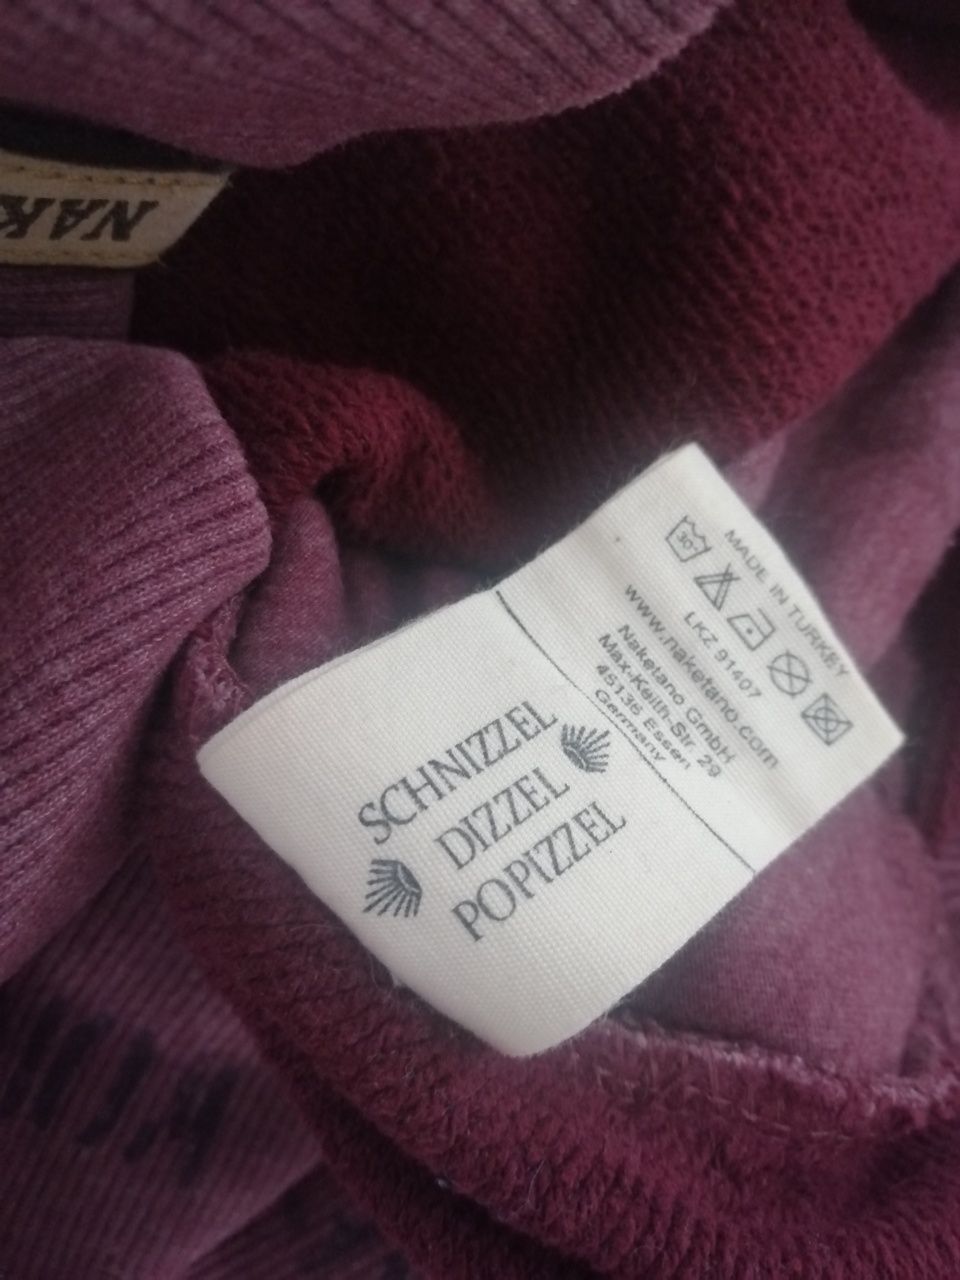 NAK
MADE IN TURKEY
30°
LKZ 91407
www.naketano.com
Naketano GmbH
Max-Keith-Str 29
45136 Essen
Germany
SCHNIZZEL
DIZZEL
POPIZZEL